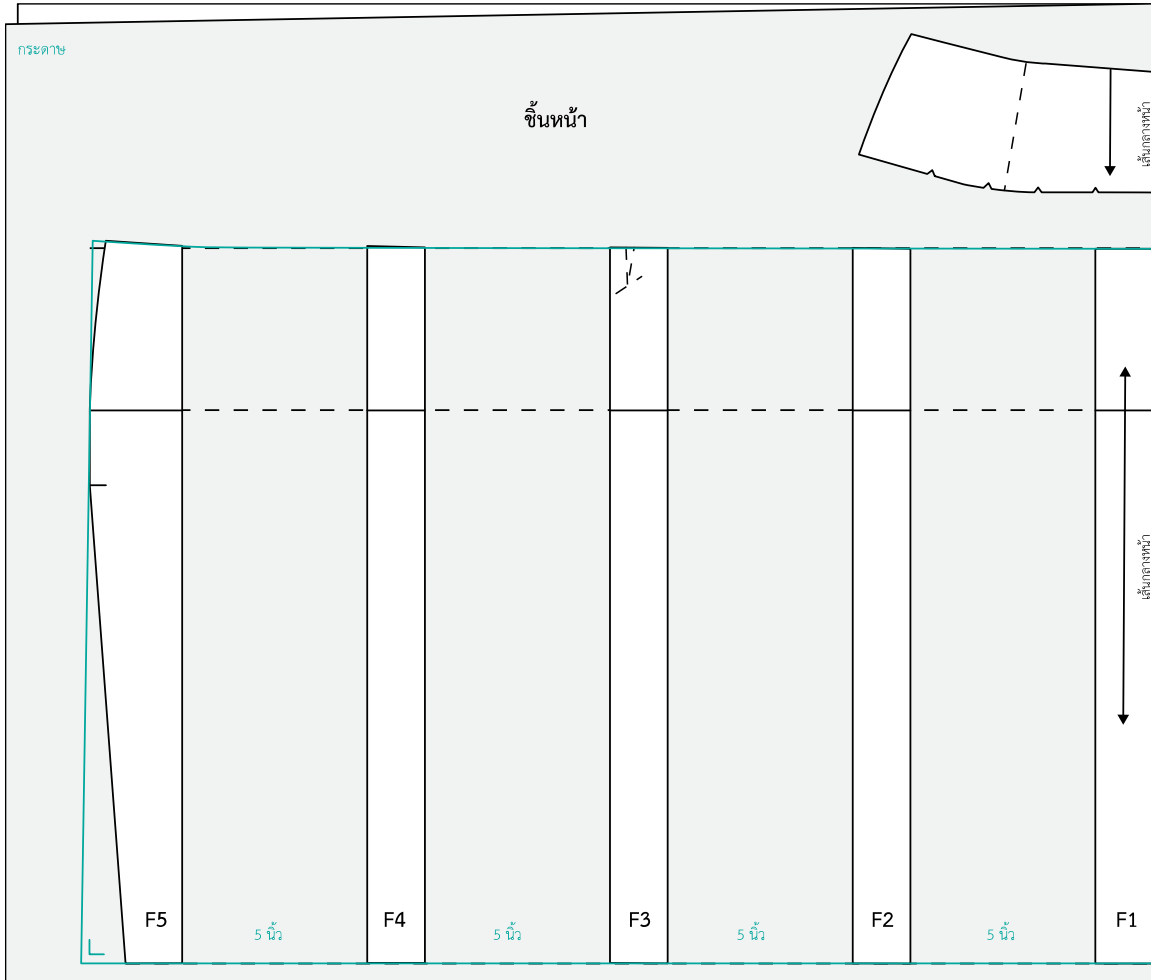 กระดาษ
ชิ้นหน้า
เส้นกลางหน้า
เส้นกลางหน้า
F5
5 นิ้ว
F4
5 นิ้ว
F3
5 นิ้ว
F2
5 นิ้ว
F1